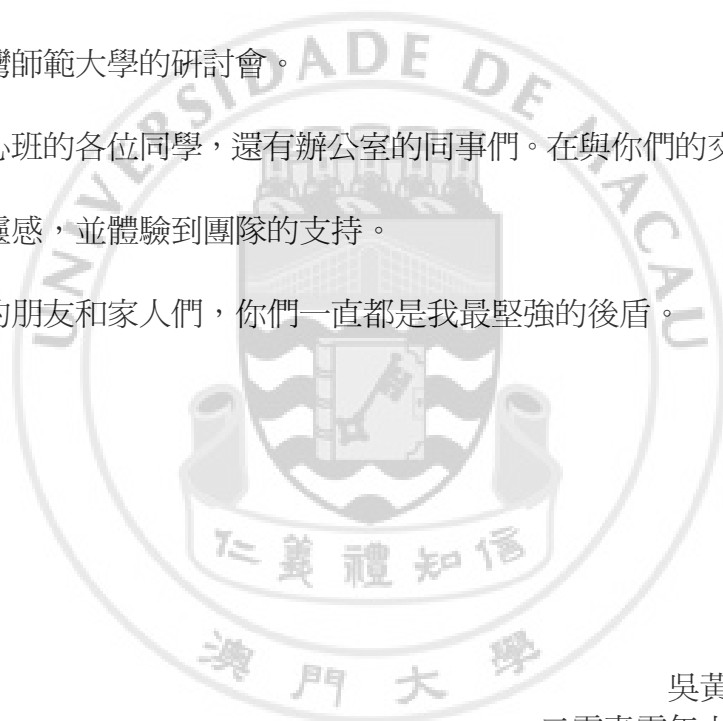 灣師範大學的研討會。
心班的各位同學,還有辦公室的同事們。在與你們的交
靈感,並體驗到團隊的支持。
的朋友和家人們,你們一直都是我最堅強的後盾。
UNIVERSIDADE DE MACAU
仁義禮知信
澳門大學
吳黃